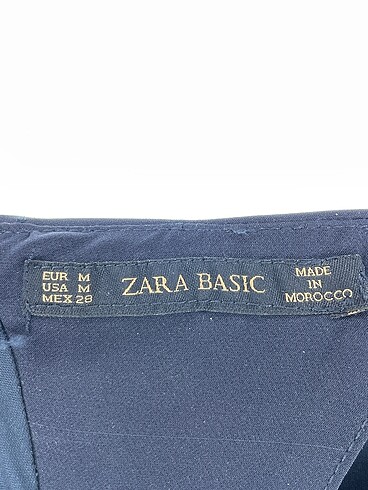 EUR M
USA M
MEX 28
ZARA BASIC
MADE
IN
MOROCCO